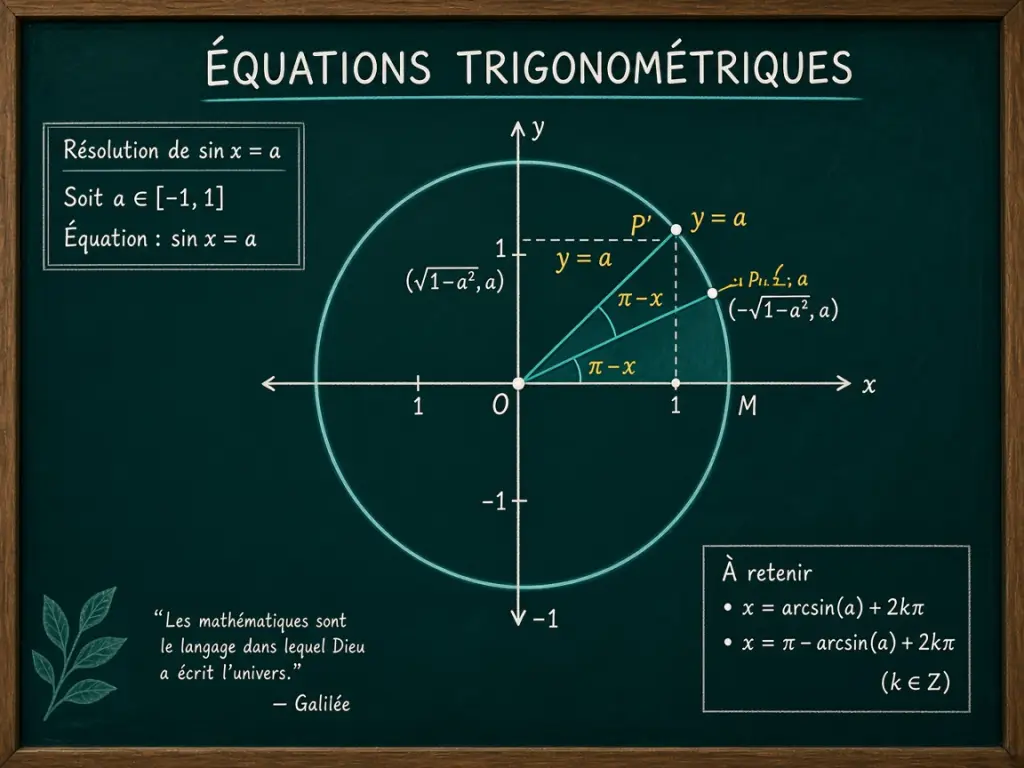 ÉQUATIONS TRIGONOMÉTRIQUES
Résolution de sin x = a
Soit a ∈ [−1, 1]
Équation : sin x = a
y
P'
y = a
1
y = a
(√1−a², a)
π−x
a
(−√1−a², a)
π−x
x
1
O
1
M
−1
−1
À retenir
• x = arcsin(a) + 2kπ
• x = π − arcsin(a) + 2kπ
(k ∈ Z)
“Les mathématiques sont
le langage dans lequel Dieu
a écrit l'univers.”
— Galilée